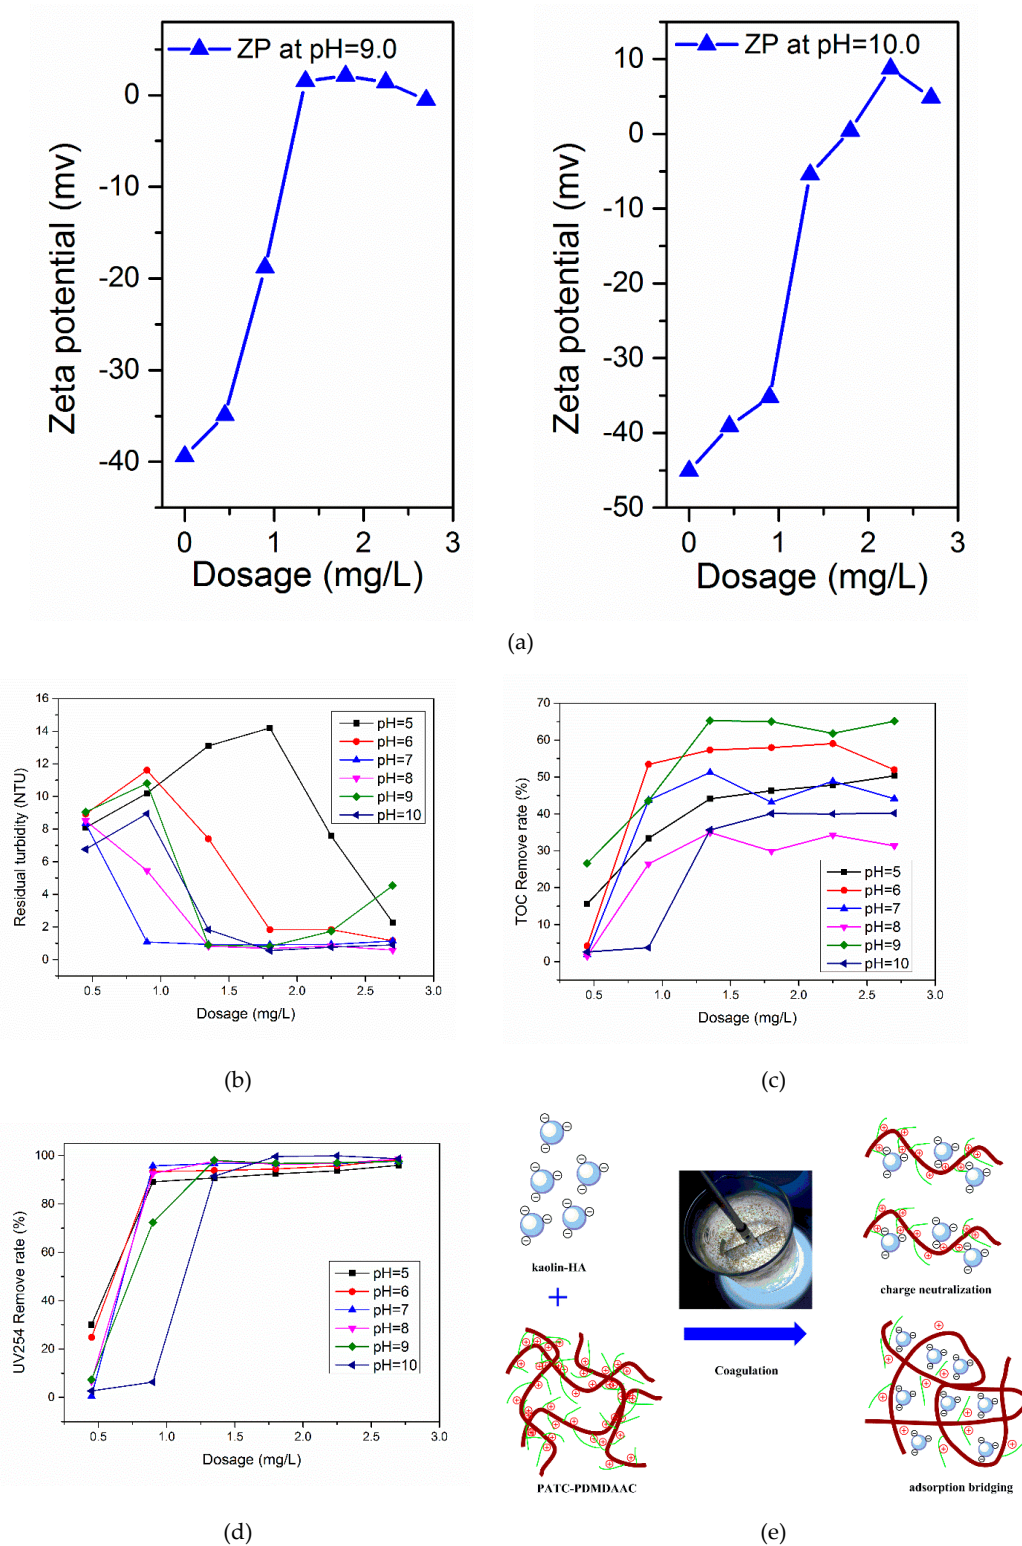 ZP at pH=9.0
Zeta potential (mv)
0
-10
-20
-30
-40
0 1 2 3
Dosage (mg/L)
ZP at pH=10.0
Zeta potential (mv)
10
0
-10
-20
-30
-40
-50
0 1 2 3
Dosage (mg/L)
(a)
Residual turbidity (NTU)
16
14
12
10
8
6
4
2
0
pH=5
pH=6
pH=7
pH=8
pH=9
pH=10
0.5 1.0 1.5 2.0 2.5 3.0
Dosage (mg/L)
(b)
TOC Remove rate (%)
70
60
50
40
30
20
10
0
pH=5
pH=6
pH=7
pH=8
pH=9
pH=10
0.5 1.0 1.5 2.0 2.5 3.0
Dosage (mg/L)
(c)
UV254 Remove rate (%)
100
80
60
40
20
0
pH=5
pH=6
pH=7
pH=8
pH=9
pH=10
0.5 1.0 1.5 2.0 2.5 3.0
Dosage (mg/L)
(d)
kaolin-HA
+
PATC-PDMDAAC
Coagulation
charge neutralization
adsorption bridging
(e)